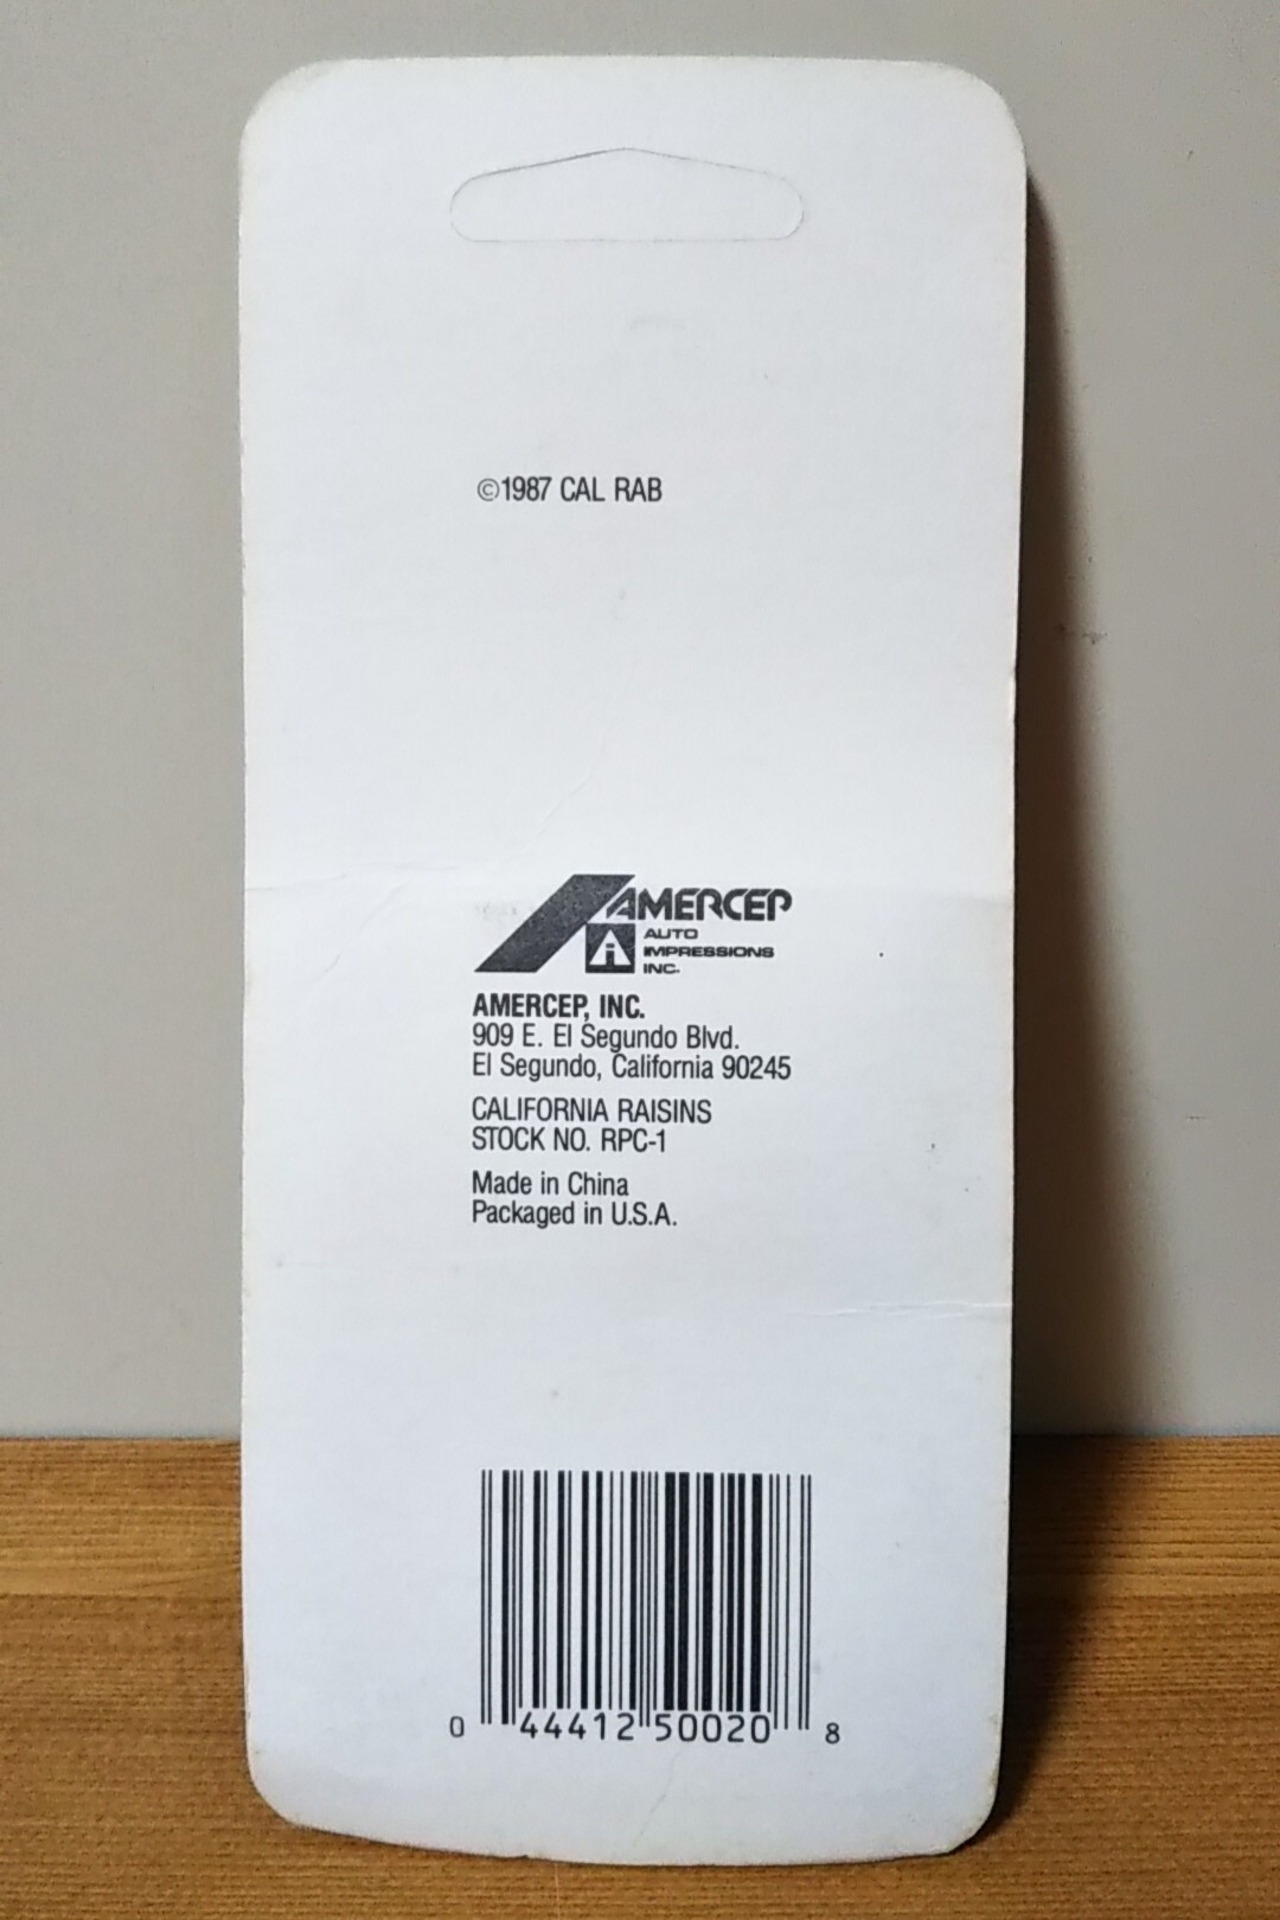 ©1987 CAL RAB
AMERCEP
AUTO
IMPRESSIONS
INC.
AMERCEP, INC.
909 E. El Segundo Blvd.
El Segundo, California 90245
CALIFORNIA RAISINS
STOCK NO. RPC-1
Made in China
Packaged in U.S.A.
0 44412 50020 8